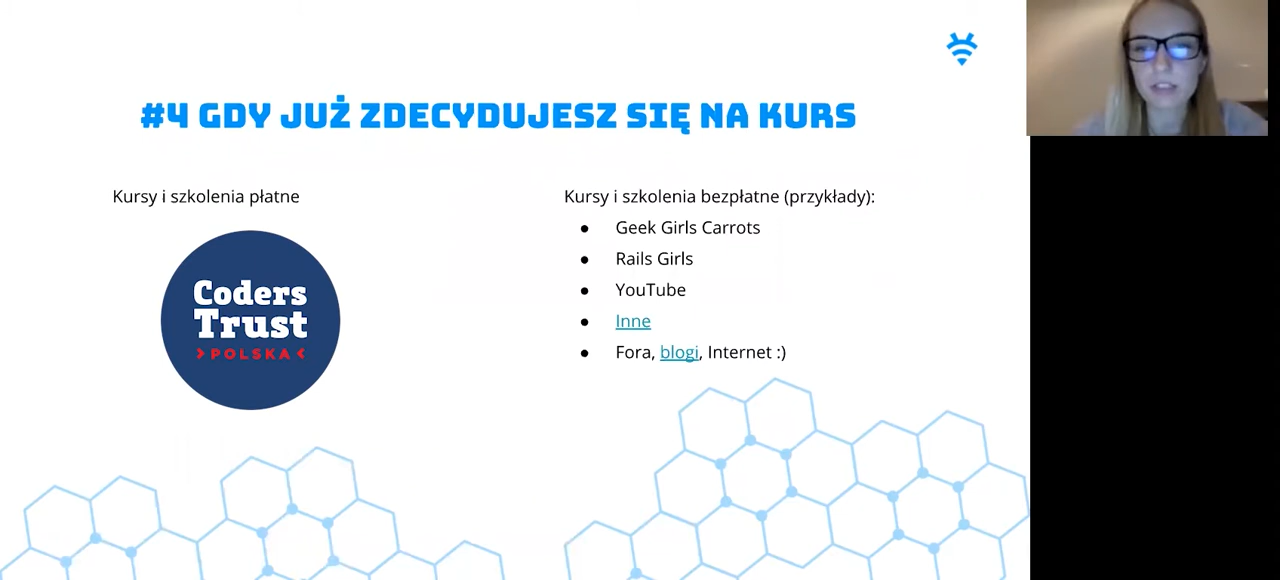 #4 GDY JUŻ ZDECYDUJESZ SIĘ NA KURS
Kursy i szkolenia płatne
Coders
Trust
POLSKA
Kursy i szkolenia bezpłatne (przykłady):
● Geek Girls Carrots
● Rails Girls
● YouTube
● Inne
● Fora, blogi, Internet :)